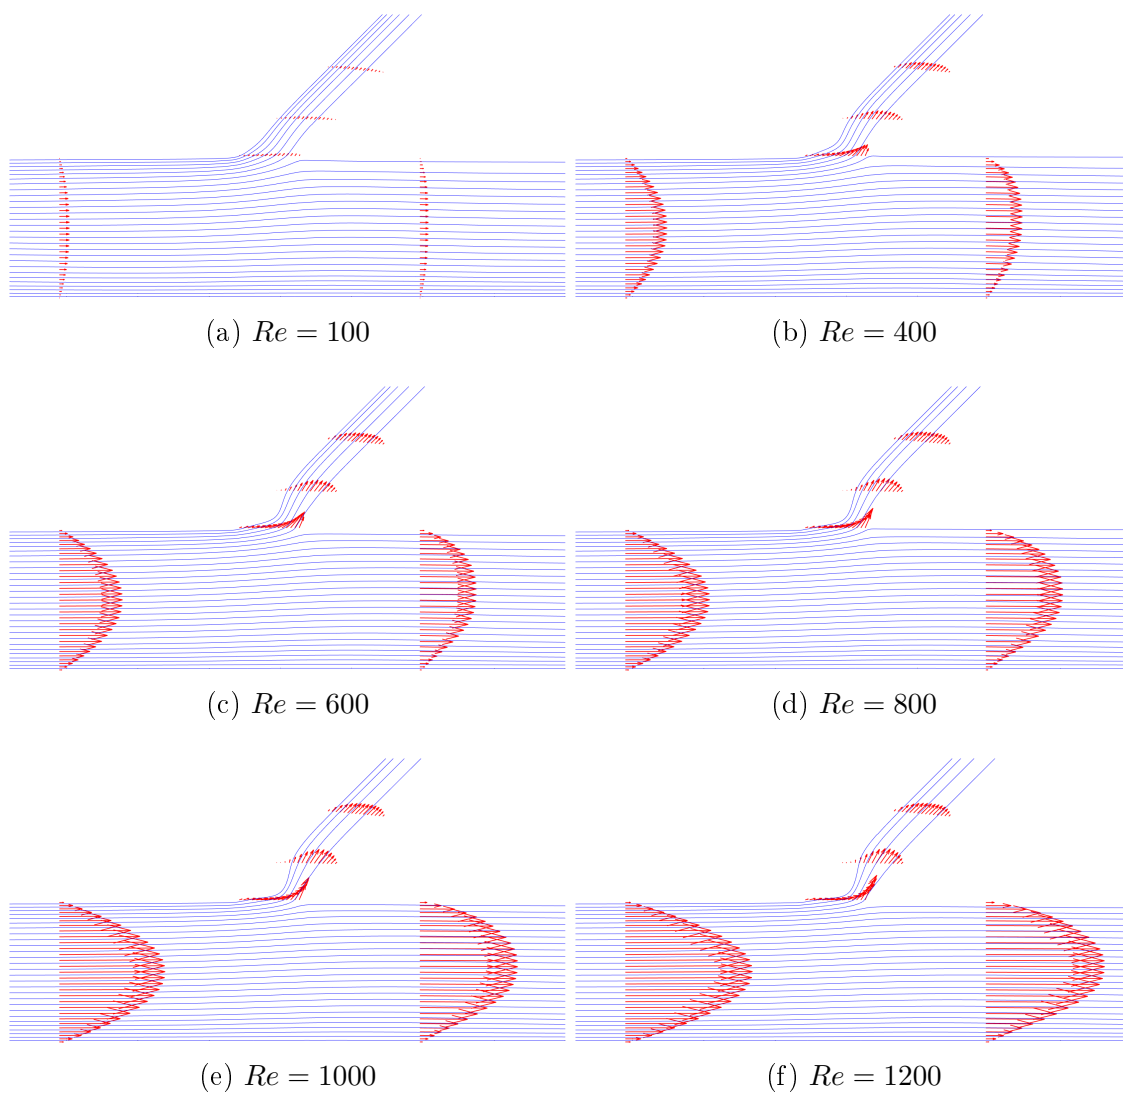 (a) Re = 100
(b) Re = 400
(c) Re = 600
(d) Re = 800
(e) Re = 1000
(f) Re = 1200